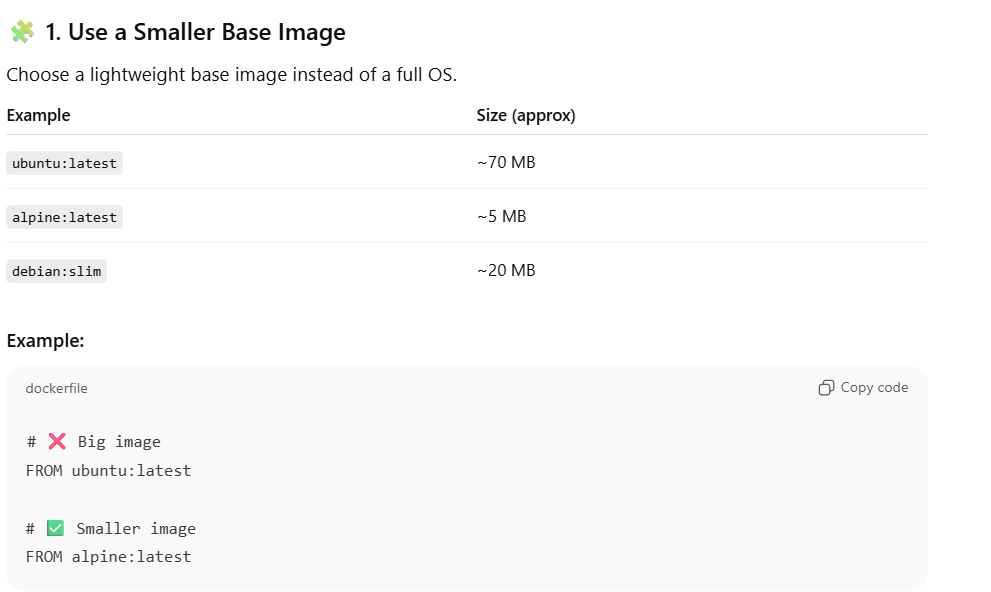 🧩 1. Use a Smaller Base Image
Choose a lightweight base image instead of a full OS.
Example Size (approx)
ubuntu:latest ~70 MB
alpine:latest ~5 MB
debian:slim ~20 MB
Example:
dockerfile Copy code
# ❌ Big image
FROM ubuntu:latest
# ✅ Smaller image
FROM alpine:latest